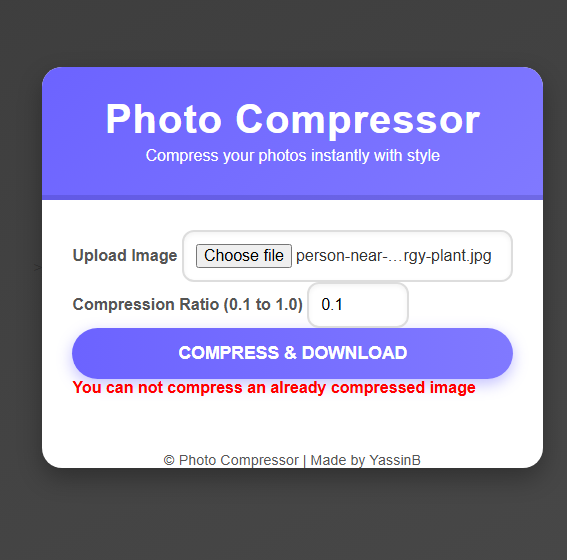 Photo Compressor
Compress your photos instantly with style
Upload Image Choose file person-near-...rgy-plant.jpg
Compression Ratio (0.1 to 1.0) 0.1
COMPRESS & DOWNLOAD
You can not compress an already compressed image
© Photo Compressor | Made by YassinB